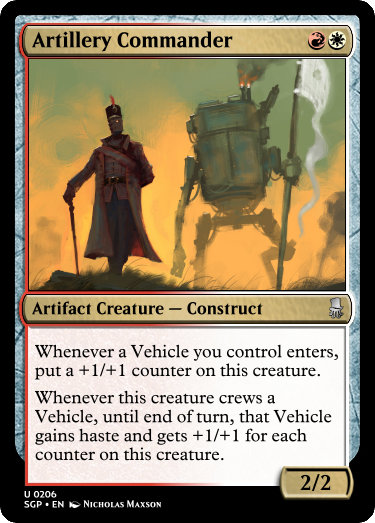 Artillery Commander
Artifact Creature — Construct
Whenever a Vehicle you control enters,
put a +1/+1 counter on this creature.
Whenever this creature crews a
Vehicle, until end of turn, that Vehicle
gains haste and gets +1/+1 for each
counter on this creature.
2/2
U 0206
SGP • EN Nicholas Maxson